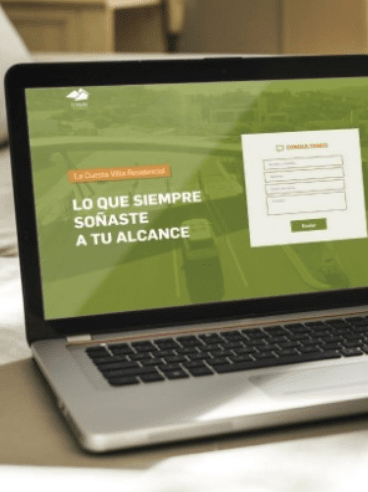 La Cuesta Villa Residencial
LO QUE SIEMPRE
SOÑASTE
A TU ALCANCE
CONSULTANOS
Enviar